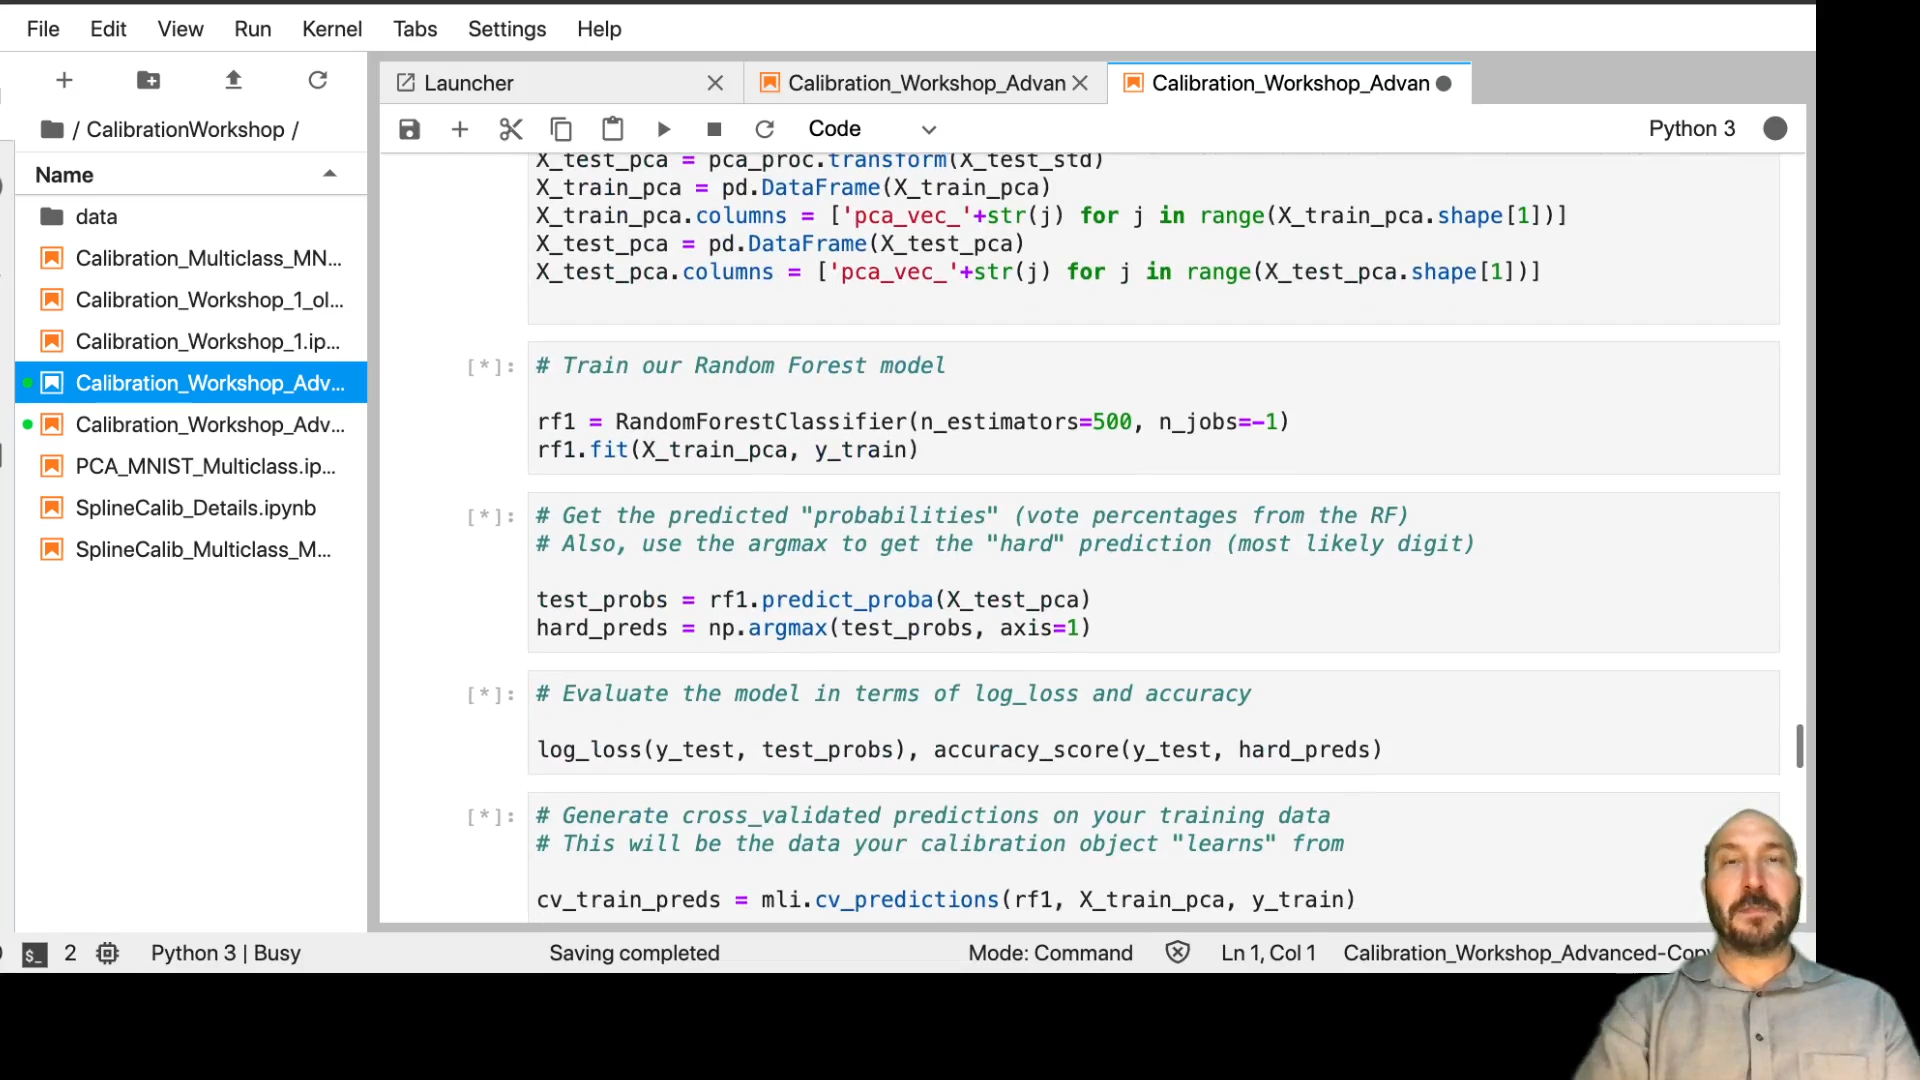 File Edit View Run Kernel Tabs Settings Help
Launcher
Calibration_Workshop_Advan
Calibration_Workshop_Advan
/ CalibrationWorkshop /
Code
Python 3
Name
data
Calibration_Multiclass_MN...
Calibration_Workshop_1_ol...
Calibration_Workshop_1.ip...
Calibration_Workshop_Adv...
Calibration_Workshop_Adv...
PCA_MNIST_Multiclass.ip...
SplineCalib_Details.ipynb
SplineCalib_Multiclass_M...
X_test_pca = pca_proc.transform(X_test_std)
X_train_pca = pd.DataFrame(X_train_pca)
X_train_pca.columns = ['pca_vec_'+str(j) for j in range(X_train_pca.shape[1])]
X_test_pca = pd.DataFrame(X_test_pca)
X_test_pca.columns = ['pca_vec_'+str(j) for j in range(X_test_pca.shape[1])]
[*]: # Train our Random Forest model
rf1 = RandomForestClassifier(n_estimators=500, n_jobs=-1)
rf1.fit(X_train_pca, y_train)
[*]: # Get the predicted "probabilities" (vote percentages from the RF)
# Also, use the argmax to get the "hard" prediction (most likely digit)
test_probs = rf1.predict_proba(X_test_pca)
hard_preds = np.argmax(test_probs, axis=1)
[*]: # Evaluate the model in terms of log_loss and accuracy
log_loss(y_test, test_probs), accuracy_score(y_test, hard_preds)
[*]: # Generate cross_validated predictions on your training data
# This will be the data your calibration object "learns" from
cv_train_preds = mli.cv_predictions(rf1, X_train_pca, y_train)
$_ 2 Python 3 | Busy Saving completed Mode: Command Ln 1, Col 1 Calibration_Workshop_Advanced-Cop